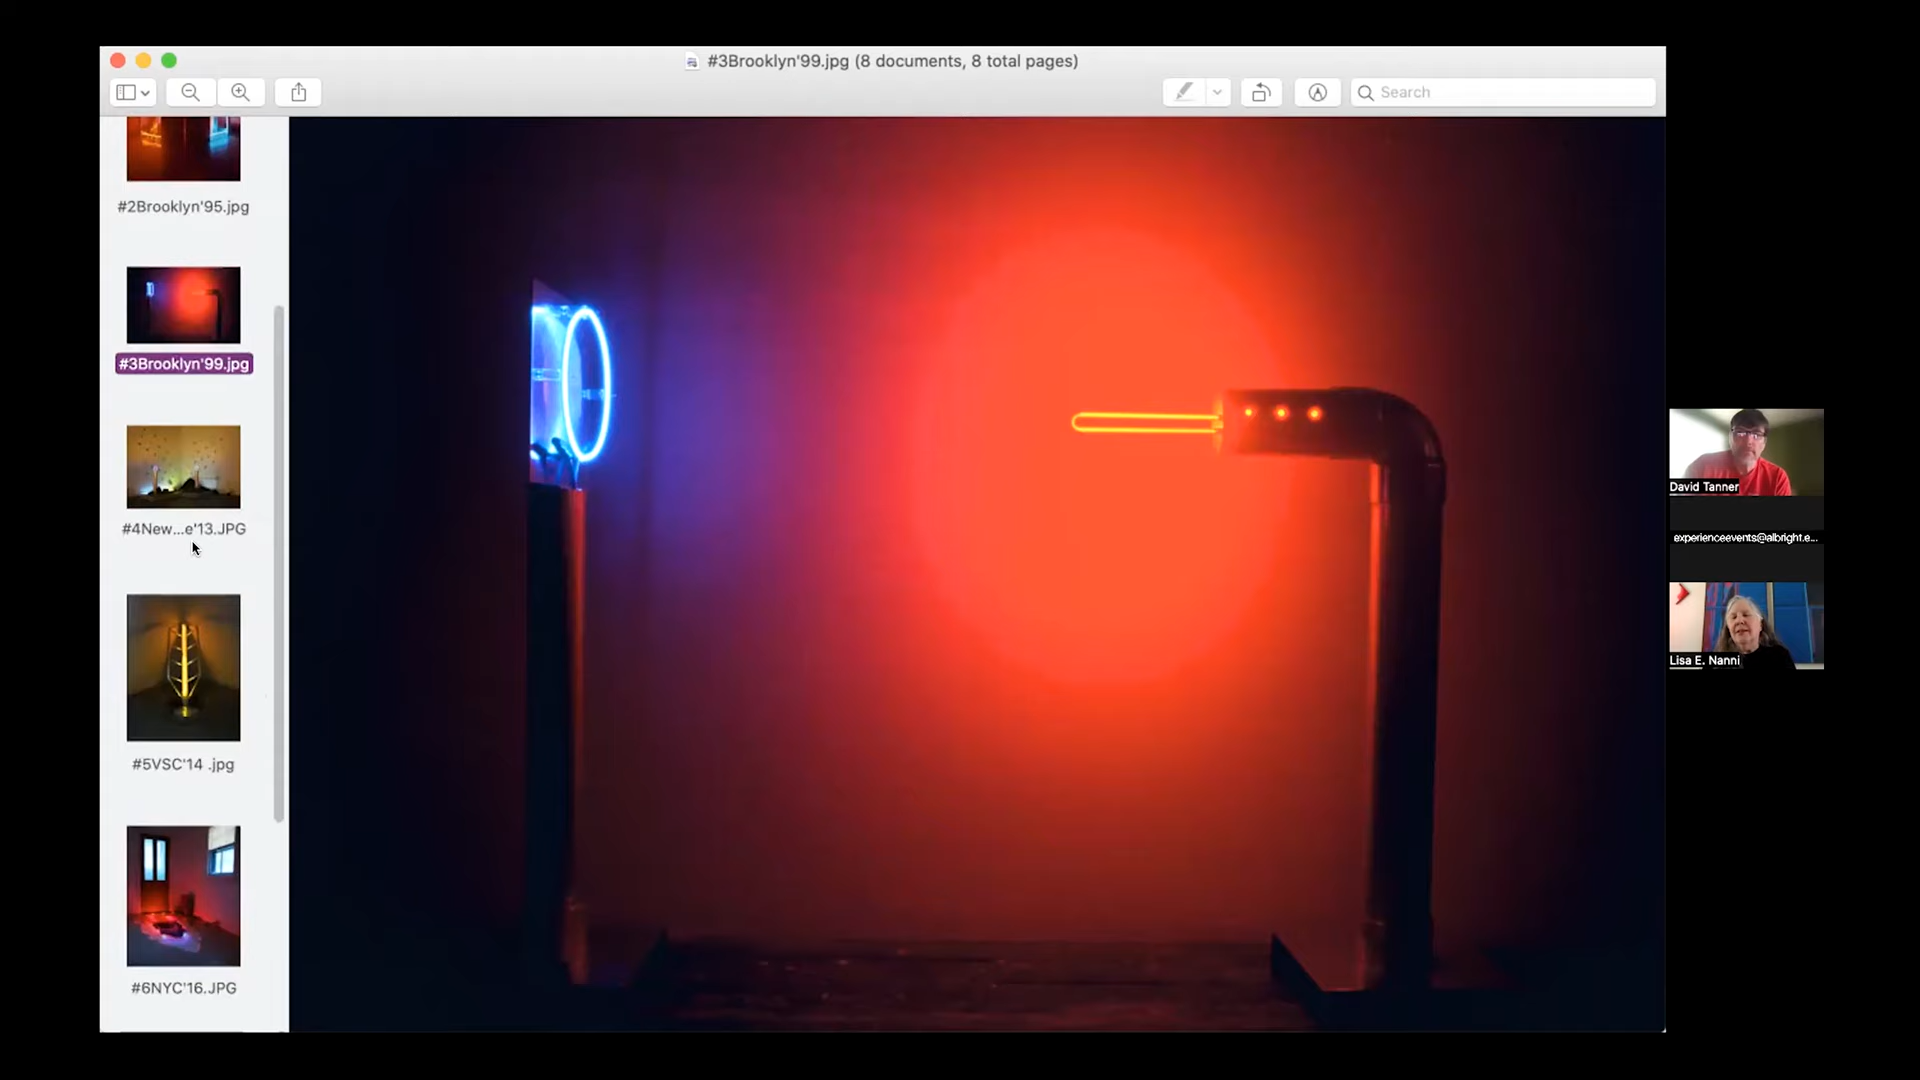 #3Brooklyn'99.jpg (8 documents, 8 total pages)
Search
#2Brooklyn'95.jpg
#3Brooklyn'99.jpg
#4New...e'13.JPG
#5VSC'14 .jpg
#6NYC'16.JPG
David Tanner
experienceevents@albright.e...
Lisa E. Nanni